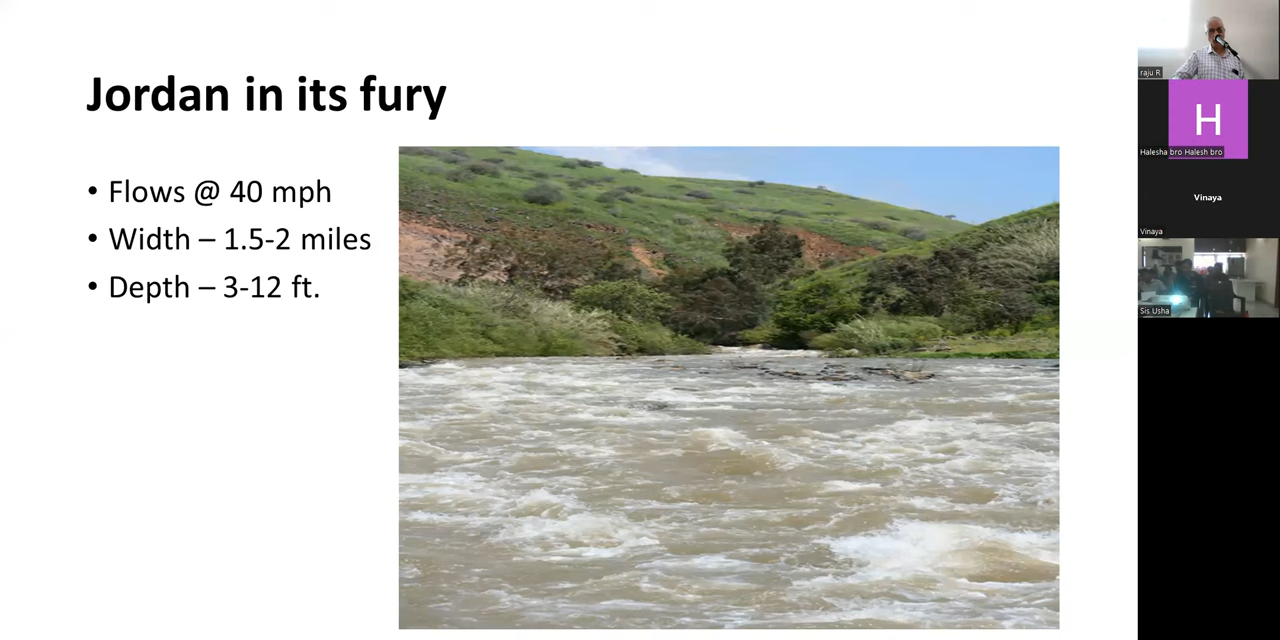 Jordan in its fury
• Flows @ 40 mph
• Width – 1.5-2 miles
• Depth – 3-12 ft.
raju R
H
Halesha bro Halesh bro
Vinaya
Vinaya
Sis Usha